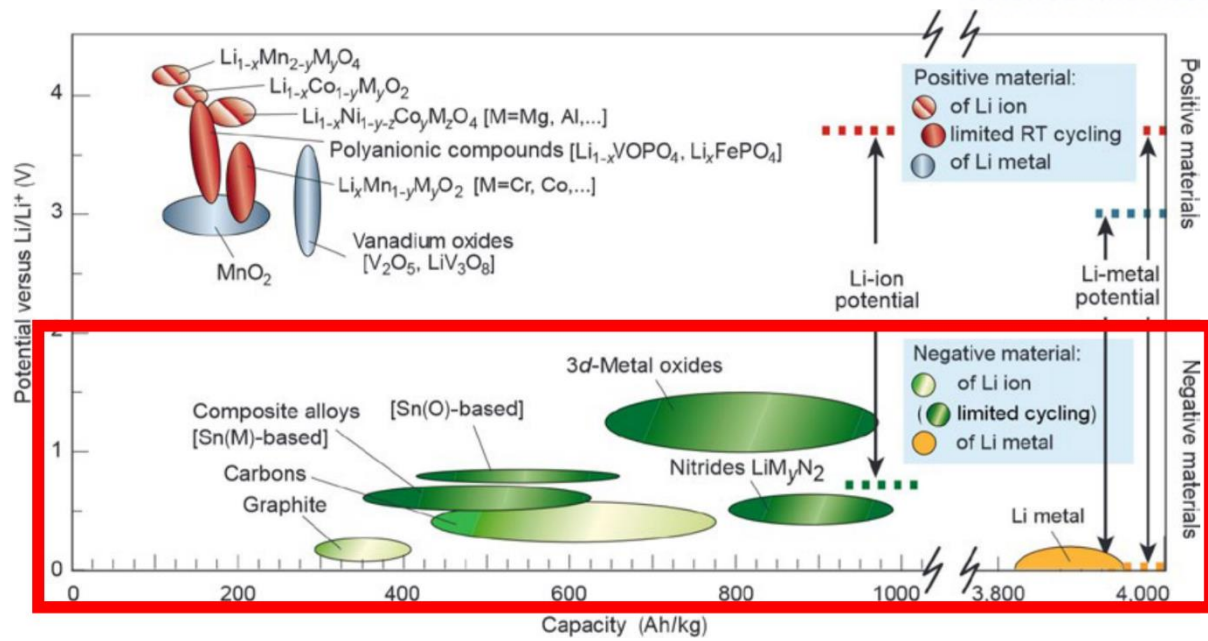 Potential versus Li/Li⁺ (V)
4
3
2
1
0
Li₁₋ₓMn₂₋yMyO₄
Li₁₋ₓCo₁₋yMyO₂
Li₁₋ₓNi₁₋y₋zCoyMzO₄ [M=Mg, Al,...]
Polyanionic compounds [Li₁₋ₓVOPO₄, LiₓFePO₄]
LiₓMn₁₋yMyO₂ [M=Cr, Co,...]
Vanadium oxides
[V₂O₅, LiV₃O₈]
MnO₂
Positive material:
of Li ion
limited RT cycling
of Li metal
Positive materials
Li-ion
potential
Li-metal
potential
3d-Metal oxides
[Sn(O)-based]
Composite alloys
[Sn(M)-based]
Carbons
Graphite
Nitrides LiMyN₂
Negative material:
of Li ion
( limited cycling)
of Li metal
Li metal
Negative materials
0
200
400
600
800
1000
3,800
4,000
Capacity (Ah/kg)